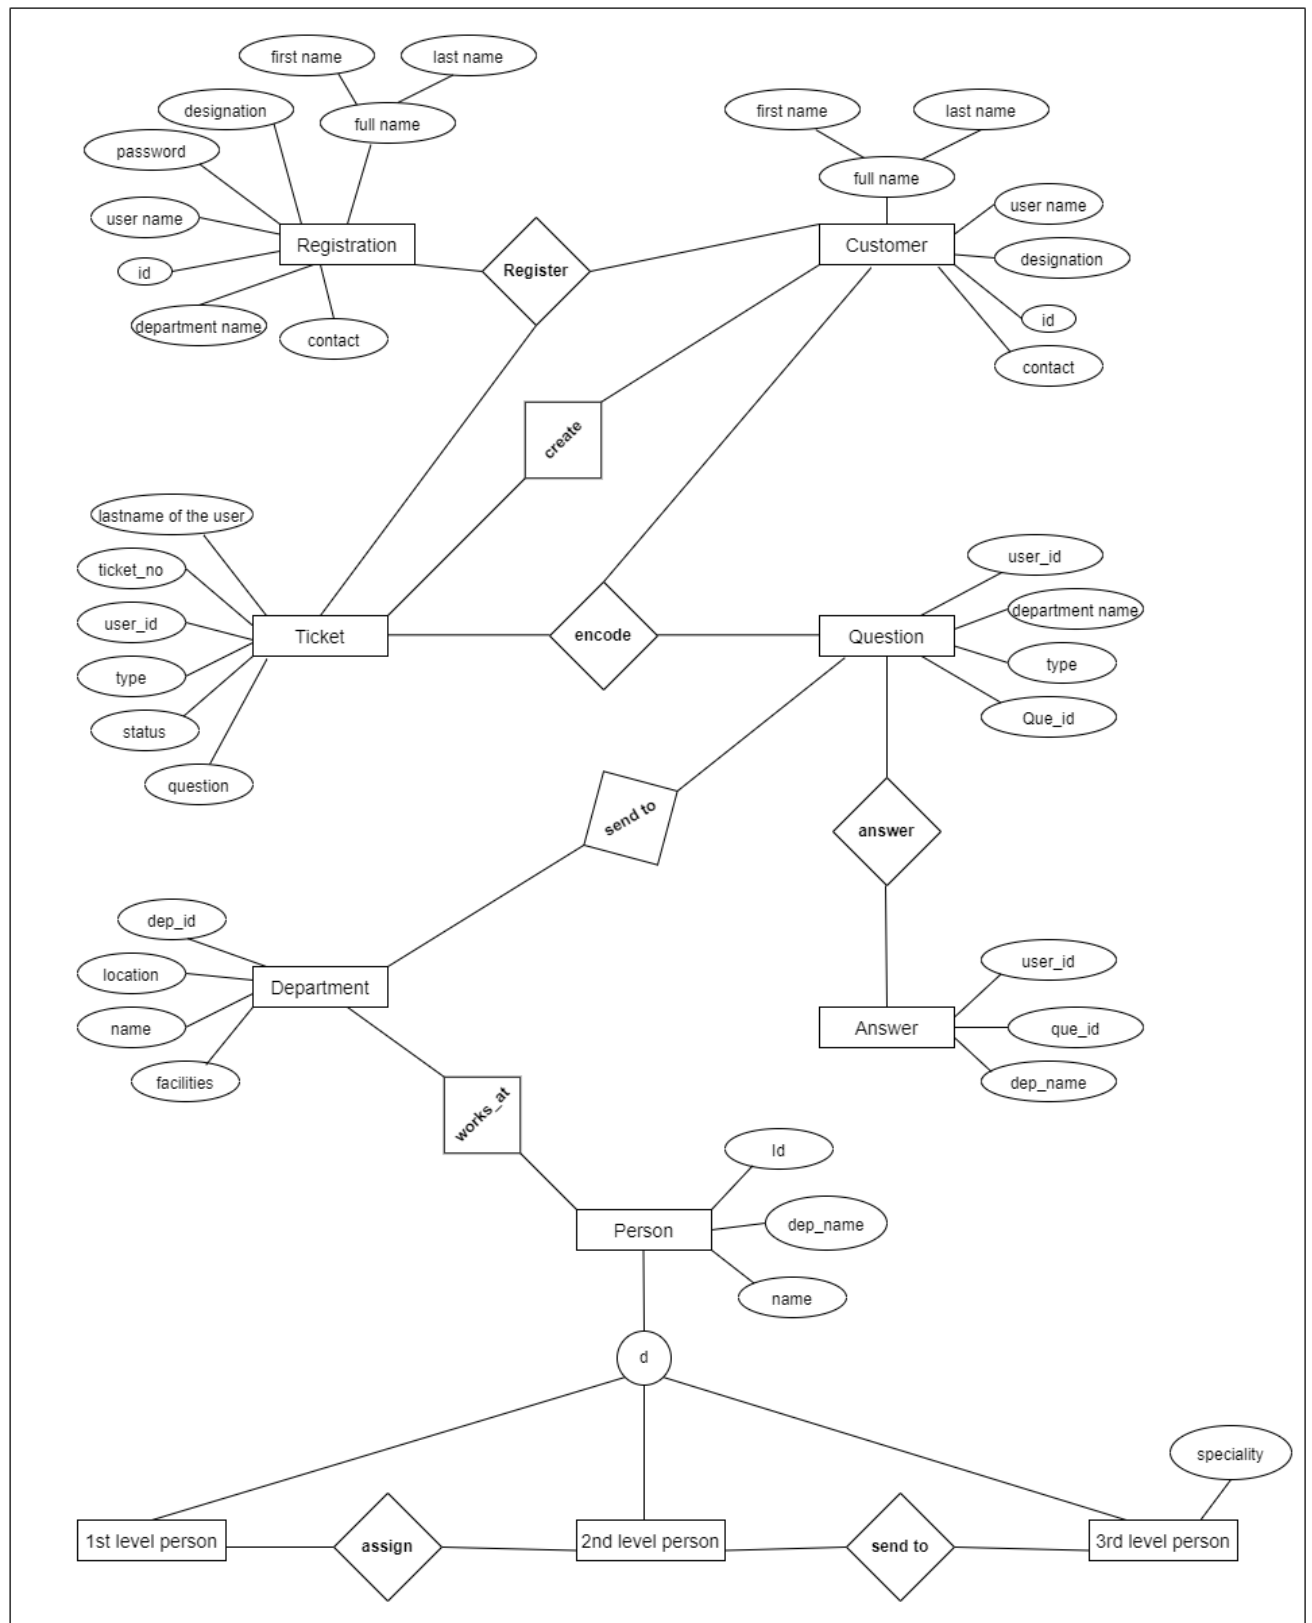 first name
last name
designation
full name
password
user name
Registration
id
department name
contact
Register
first name
last name
full name
user name
Customer
designation
id
contact
create
lastname of the user
ticket_no
user_id
Ticket
type
status
question
encode
user_id
department name
Question
type
Que_id
send to
answer
dep_id
location
Department
name
facilities
user_id
Answer
que_id
dep_name
works_at
Id
Person
dep_name
name
d
speciality
1st level person
assign
2nd level person
send to
3rd level person